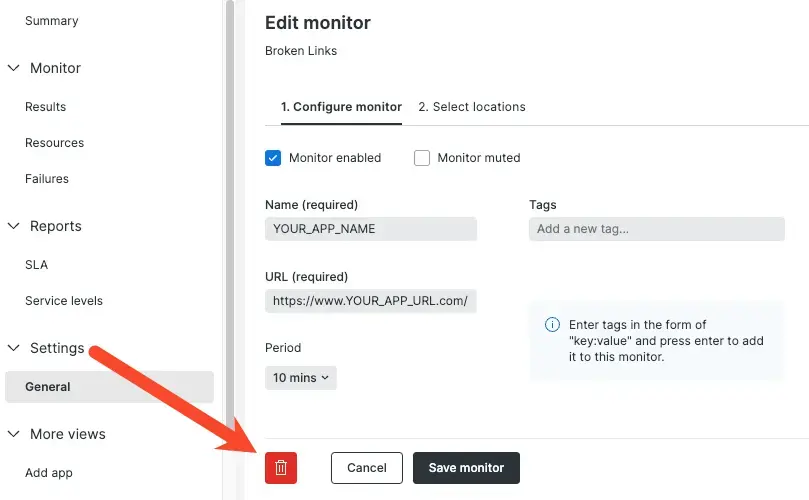 Summary
Monitor
Results
Resources
Failures
Reports
SLA
Service levels
Settings
General
More views
Add app
Edit monitor
Broken Links
1. Configure monitor
2. Select locations
Monitor enabled
Monitor muted
Name (required)
YOUR_APP_NAME
Tags
Add a new tag...
URL (required)
https://www.YOUR_APP_URL.com/
Enter tags in the form of
"key:value" and press enter to add
it to this monitor.
Period
10 mins
Cancel
Save monitor